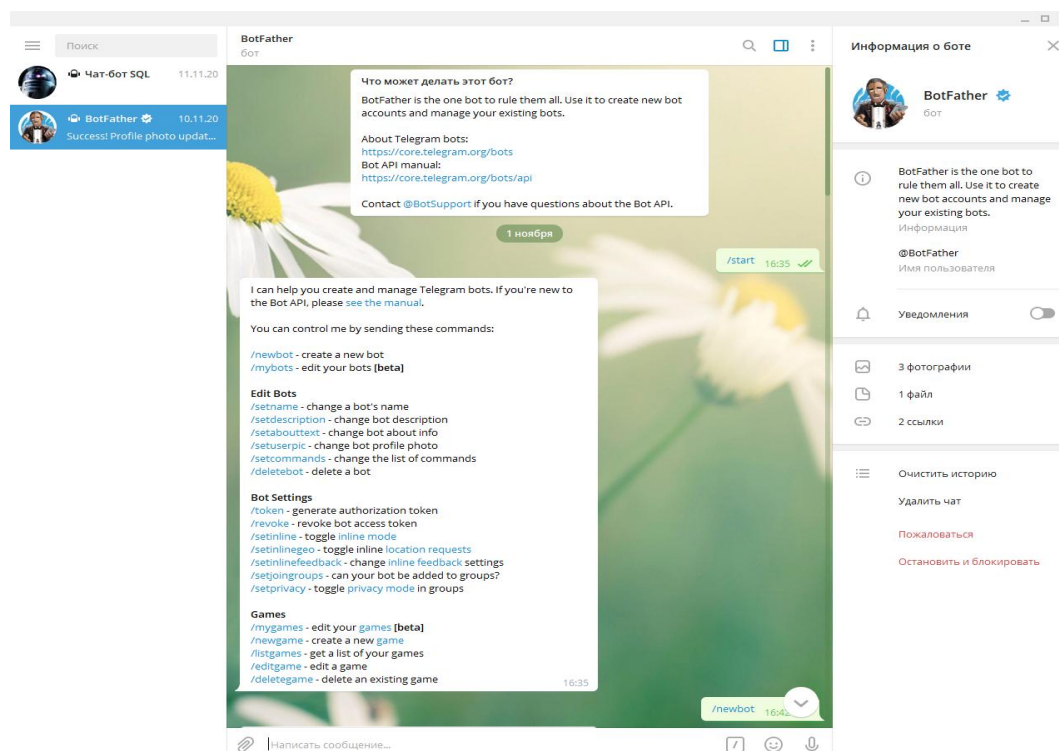 Поиск
Чат-бот SQL 11.11.20
BotFather 10.11.20
Success! Profile photo updat...
BotFather
бот
Что может делать этот бот?
BotFather is the one bot to rule them all. Use it to create new bot
accounts and manage your existing bots.
About Telegram bots:
https://core.telegram.org/bots
Bot API manual:
https://core.telegram.org/bots/api
Contact @BotSupport if you have questions about the Bot API.
1 ноября
/start 16:35
I can help you create and manage Telegram bots. If you're new to
the Bot API, please see the manual.
You can control me by sending these commands:
/newbot - create a new bot
/mybots - edit your bots [beta]
Edit Bots
/setname - change a bot's name
/setdescription - change bot description
/setabouttext - change bot about info
/setuserpic - change bot profile photo
/setcommands - change the list of commands
/deletebot - delete a bot
Bot Settings
/token - generate authorization token
/revoke - revoke bot access token
/setinline - toggle inline mode
/setinlinegeo - toggle inline location requests
/setinlinefeedback - change inline feedback settings
/setjoingroups - can your bot be added to groups?
/setprivacy - toggle privacy mode in groups
Games
/mygames - edit your games [beta]
/newgame - create a new game
/listgames - get a list of your games
/editgame - edit a game
/deletegame - delete an existing game
16:35
/newbot
Написать сообщение...
Информация о боте
BotFather
бот
BotFather is the one bot to
rule them all. Use it to create
new bot accounts and manage
your existing bots.
Информация
@BotFather
Имя пользователя
Уведомления
3 фотографии
1 файл
2 ссылки
Очистить историю
Удалить чат
Пожаловаться
Остановить и блокировать